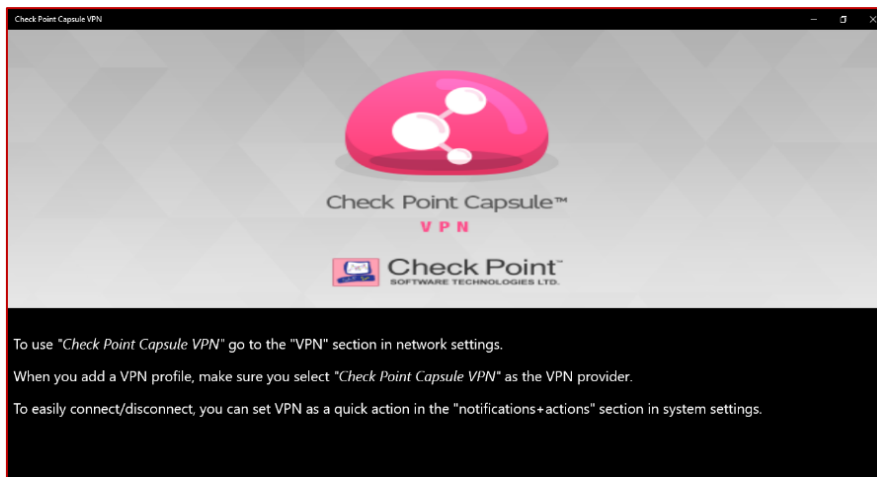 Check Point Capsule VPN
Check Point Capsule™
VPN
Check Point™
SOFTWARE TECHNOLOGIES LTD.
To use "Check Point Capsule VPN" go to the "VPN" section in network settings.
When you add a VPN profile, make sure you select "Check Point Capsule VPN" as the VPN provider.
To easily connect/disconnect, you can set VPN as a quick action in the "notifications+actions" section in system settings.